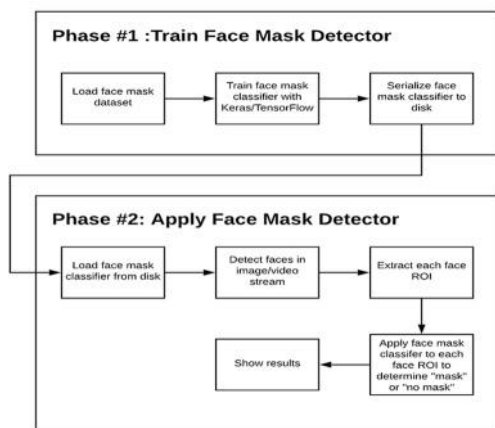 Phase #1 :Train Face Mask Detector
Load face mask
dataset
Train face mask
classifier with
Keras/TensorFlow
Serialize face
mask classifier to
disk
Phase #2: Apply Face Mask Detector
Load face mask
classifier from disk
Detect faces in
image/video
stream
Extract each face
ROI
Apply face mask
classifer to each
face ROI to
determine "mask"
or "no mask"
Show results